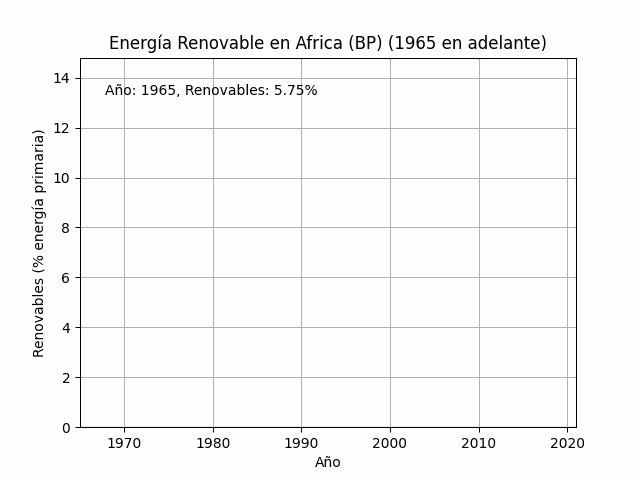 Energía Renovable en Africa (BP) (1965 en adelante)
Año: 1965, Renovables: 5.75%
Renovables (% energía primaria)
14
12
10
8
6
4
2
0
1970 1980 1990 2000 2010 2020
Año